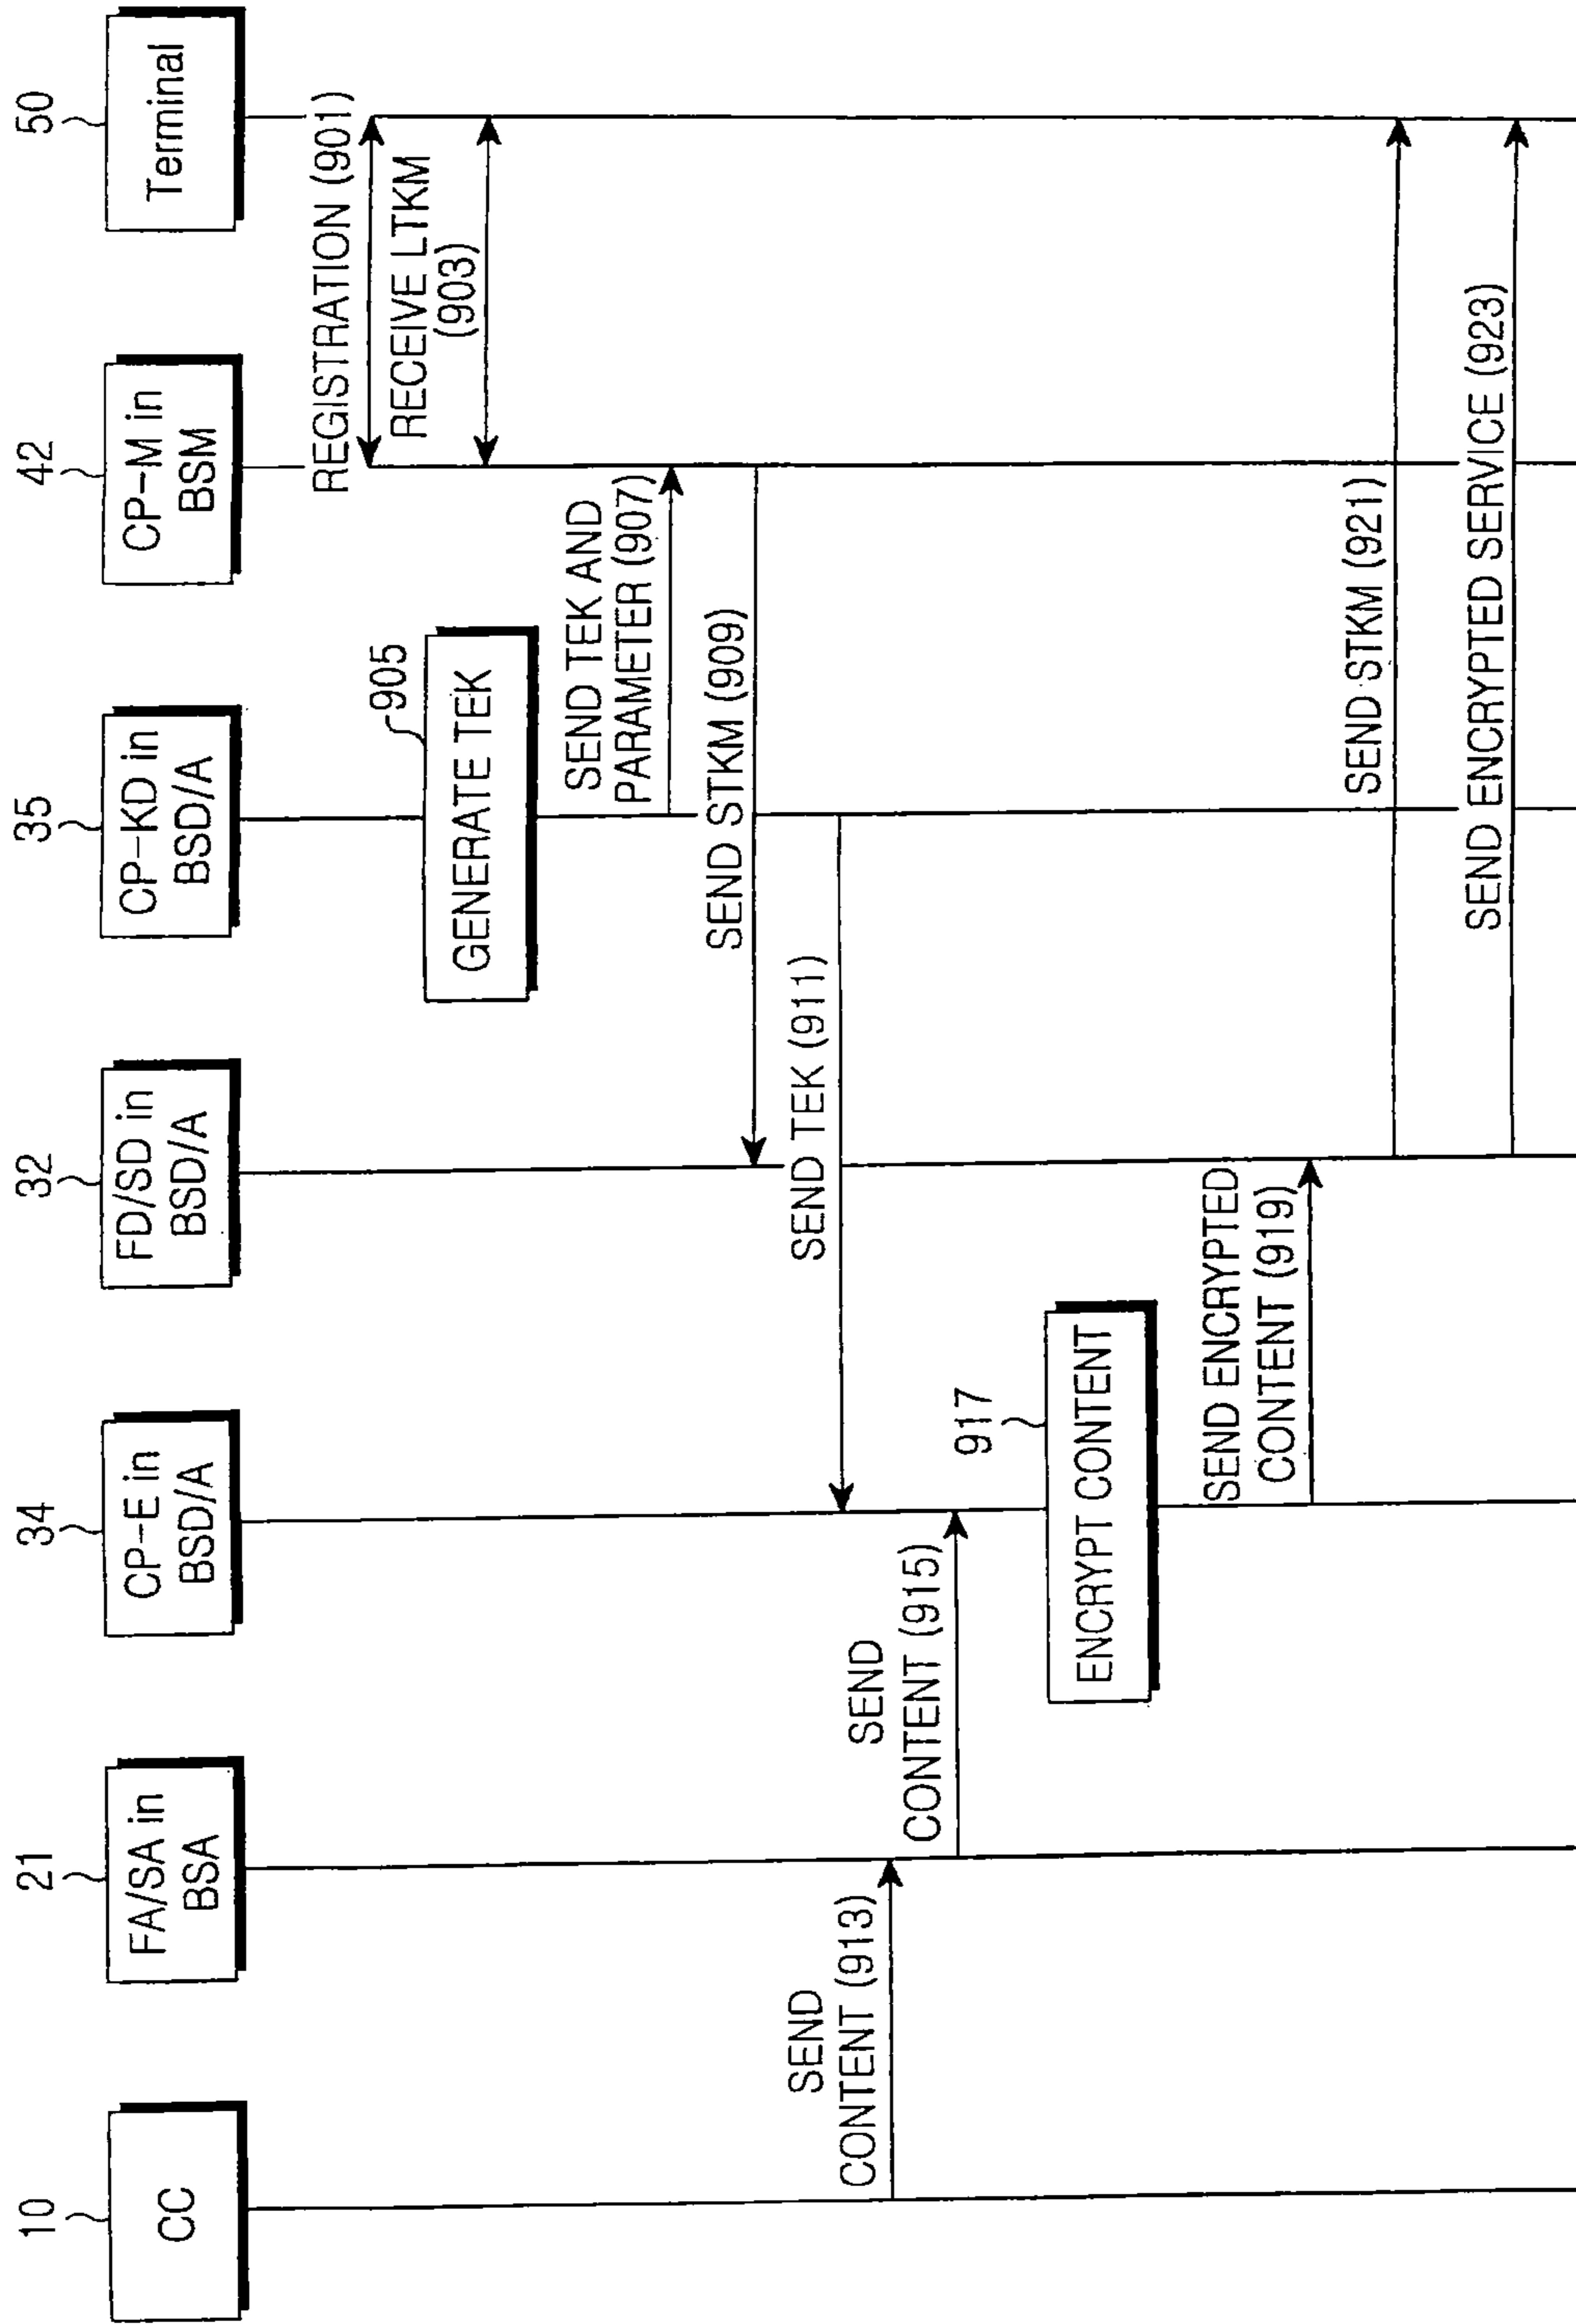 10
CC
21
FA/SA in
BSA
34
CP-E in
BSD/A
32
FD/SD in
BSD/A
35
CP-KD in
BSD/A
42
CP-M in
BSM
50
Terminal
REGISTRATION (901)
RECEIVE LTKM
(903)
905
GENERATE TEK
SEND TEK AND
PARAMETER (907)
SEND STKM (909)
SEND TEK (911)
SEND
CONTENT (913)
SEND
CONTENT (915)
917
ENCRYPT CONTENT
SEND ENCRYPTED
CONTENT (919)
SEND STKM (921)
SEND ENCRYPTED SERVICE (923)